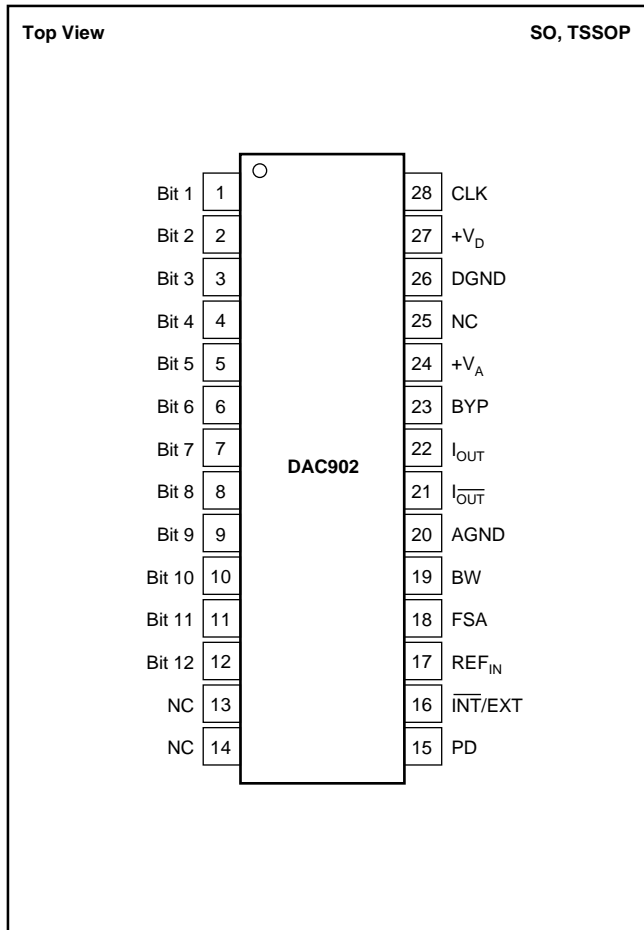 Top View SO, TSSOP
Bit 1 1 28 CLK
Bit 2 2 27 +V_D
Bit 3 3 26 DGND
Bit 4 4 25 NC
Bit 5 5 24 +V_A
Bit 6 6 23 BYP
Bit 7 7 22 I_OUT
DAC902
Bit 8 8 21 I_O̅U̅T̅
Bit 9 9 20 AGND
Bit 10 10 19 BW
Bit 11 11 18 FSA
Bit 12 12 17 REF_IN
NC 13 16 I̅N̅T̅/EXT
NC 14 15 PD